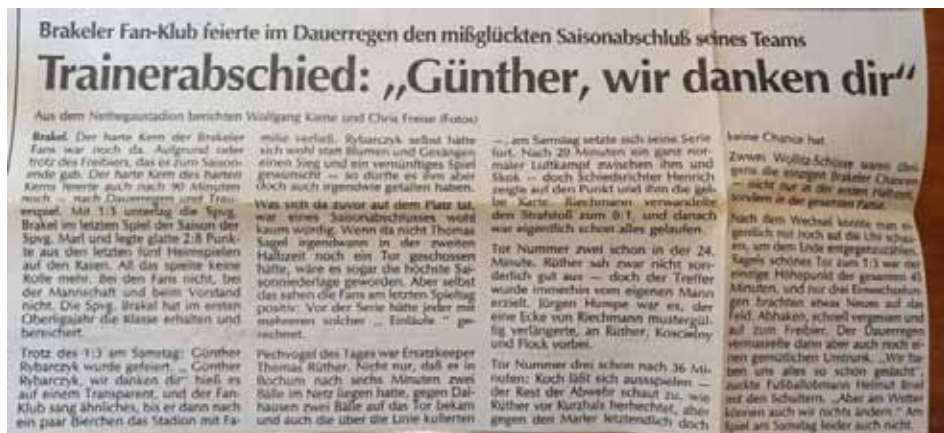 Brakeler Fan-Klub feierte im Dauerregen den mißglückten Saisonabschluß seines Teams
Trainerabschied: „Günther, wir danken dir"
Aus dem Nethegaustadion berichten Wolfgang Kiene und Chris Freise (Fotos)
Brakel. Der harte Kern der Brakeler
Fans war noch da. Aufgrund oder
trotz des Freibiers, das es zum Saison-
ende gab. Der harte Kern des harten
Kerns feierte auch nach 90 Minuten
noch — nach Dauerregen und Trau-
erspiel. Mit 1:3 unterlag die Spvg.
Brakel im letzten Spiel der Saison der
Spvg. Marl und legte glatte 2:8 Punk-
te aus den letzten fünf Heimspielen
auf den Rasen. All das spielte keine
Rolle mehr. Bei den Fans nicht, bei
der Mannschaft und beim Vorstand
nicht. Die Spvg. Brakel hat im ersten
Oberligajahr die Klasse erhalten und
bereichert.
Trotz des 1:3 am Samstag: Günther
Rybarczyk wurde gefeiert. „Günther
Rybarczyk, wir danken dir" hieß es
auf einem Transparent, und der Fan-
Klub sang ähnliches, bis er dann nach
ein paar Bierchen das Stadion mit Fa-
milie verließ. Rybarczyk selbst hätte
sich wohl statt Blumen und Gesänge
einen Sieg und ein vernünftiges Spiel
gewünscht — so dürfte es ihm aber
doch auch irgendwie gefallen haben.
Was sich da zuvor auf dem Platz tat,
war eines Saisonabschlusses wohl
kaum würdig. Wenn da nicht Thomas
Sagel irgendwann in der zweiten
Halbzeit noch ein Tor geschossen
hätte, wäre es sogar die höchste Sai-
sonniederlage geworden. Aber selbst
das sahen die Fans am letzten Spieltag
positiv: Vor der Serie hätte jeder mit
mehreren solcher „Einläufe" ge-
rechnet.
Pechvogel des Tages war Ersatzkeeper
Thomas Rüther. Nicht nur, daß er in
Bochum nach sechs Minuten zwei
Bälle im Netz liegen hatte, gegen Dal-
hausen zwei Bälle auf das Tor bekam
und auch die über die Linie kullerten
—, am Samstag setzte sich seine Serie
fort. Nach 20 Minuten ein ganz nor-
maler Luftkampf zwischen ihm und
Skok — doch Schiedsrichter Henrich
zeigte auf den Punkt und ihm die gel-
be Karte. Riechmann verwandelte
den Strafstoß zum 0:1, und danach
war eigentlich schon alles gelaufen.
Tor Nummer zwei schon in der 24.
Minute. Rüther sah zwar nicht son-
derlich gut aus — doch der Treffer
wurde immerhin vom eigenen Mann
erzielt. Jürgen Humpe war es, der
eine Ecke von Riechmann mustergül-
tig verlängerte, an Rüther, Koscielny
und Flock vorbei.
Tor Nummer drei schon nach 36 Mi-
nuten: Koch läßt sich ausspielen —
der Rest der Abwehr schaut zu, wie
Rüther vor Kurzhals herhechtet, aber
gegen den Marler letztendlich doch
keine Chance hat.
Zwwei Wollitz-Schüsse waren übri-
gens die einzigen Brakeler Chancen
— nicht nur in der ersten Hälfte,
sondern in der gesamten Partie.
Nach dem Wechsel konnte man ei-
gentlich nur noch auf die Uhr schau-
en, um dem Ende entgegenzuzählen.
Sagels schönes Tor zum 1:3 war der
einzige Höhepunkt der gesamten 45
Minuten, und nur drei Einwechselun-
gen brachten etwas Neues auf das
Feld. Abhaken, schnell vergessen und
auf zum Freibier. Der Dauerregen
vermasselte dann aber auch noch ei-
nen gemütlichen Umtrunk. „Wir ha-
ben uns alles so schön gedacht",
zuckte Fußballobmann Helmut
mit den Schultern. „Aber am Wetter
können auch wir nichts ändern." Am
Spiel am Samstag leider auch nicht.